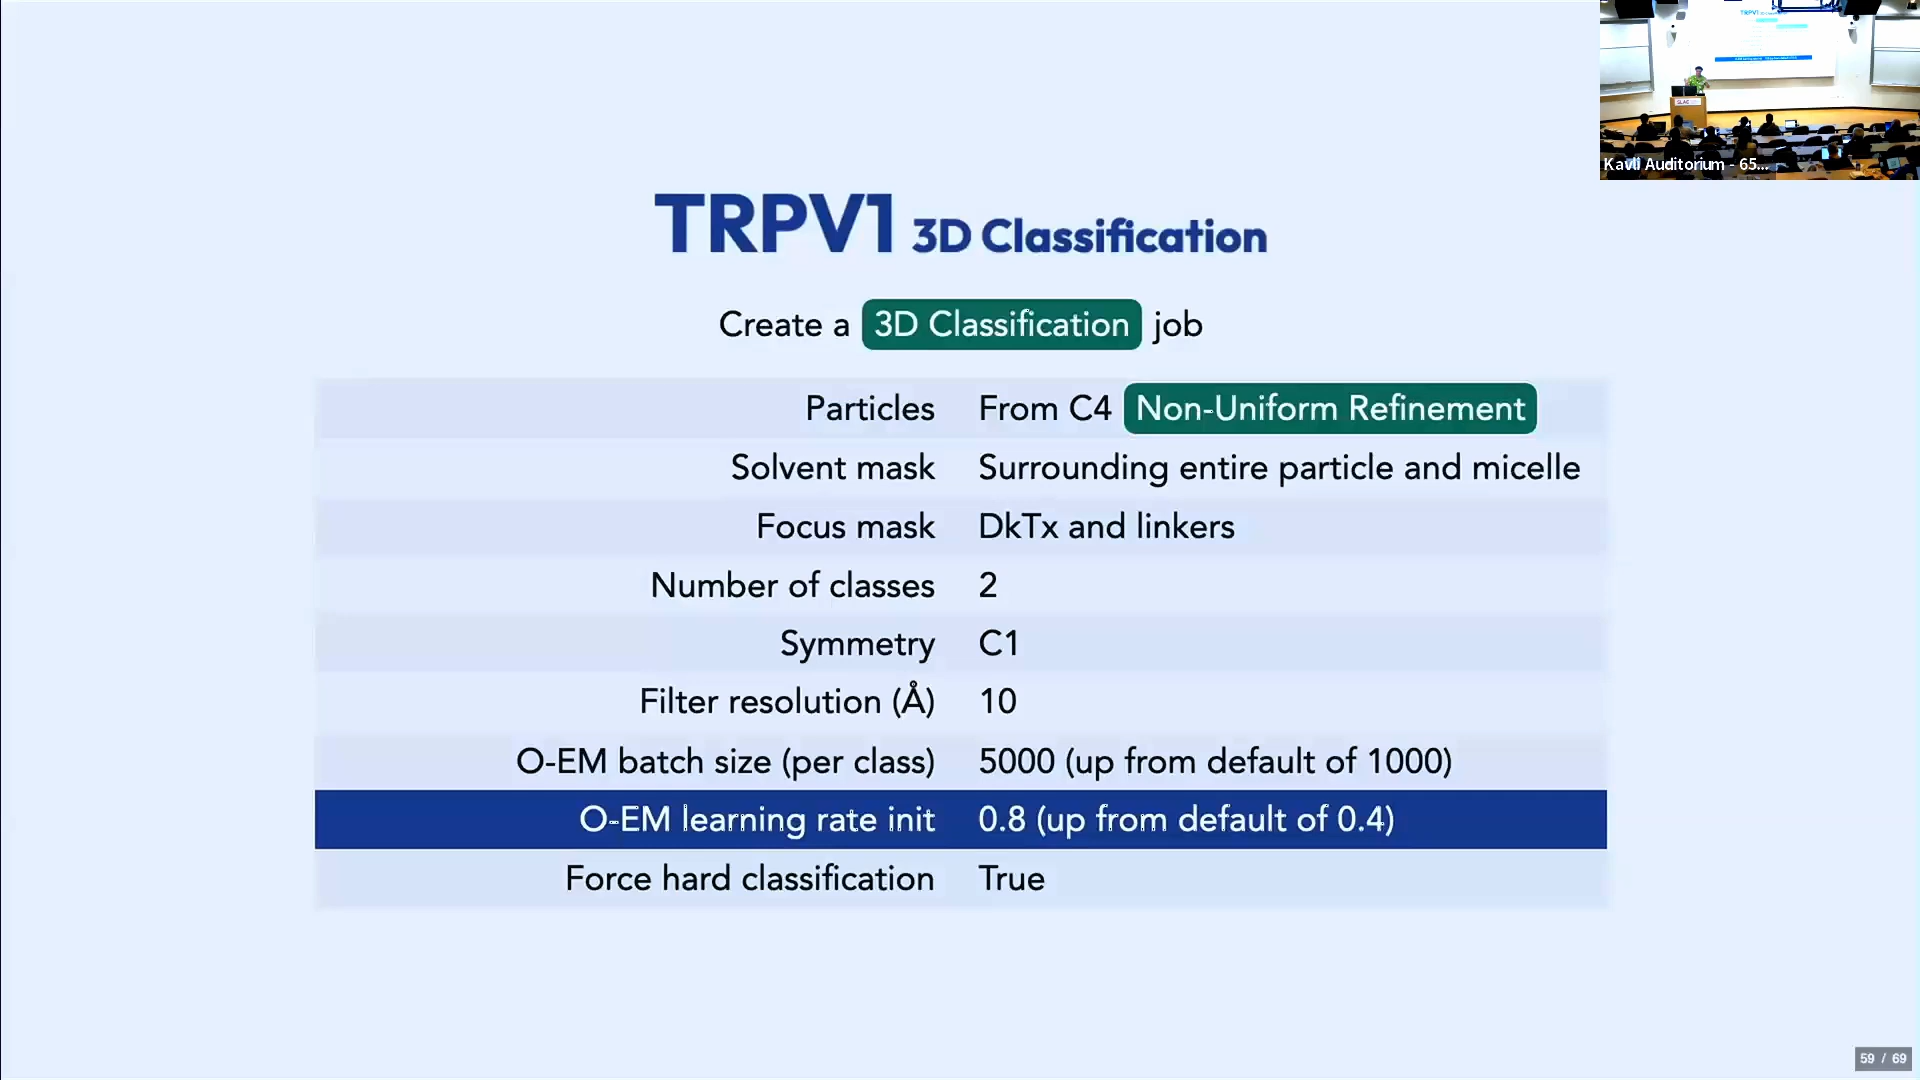 TRPV1 3D Classification
Create a 3D Classification job
Particles From C4 Non-Uniform Refinement
Solvent mask Surrounding entire particle and micelle
Focus mask DkTx and linkers
Number of classes 2
Symmetry C1
Filter resolution (Å) 10
O-EM batch size (per class) 5000 (up from default of 1000)
O-EM learning rate init 0.8 (up from default of 0.4)
Force hard classification True
TRPV1
SLAC
Kavli Auditorium - 65...
59 / 69